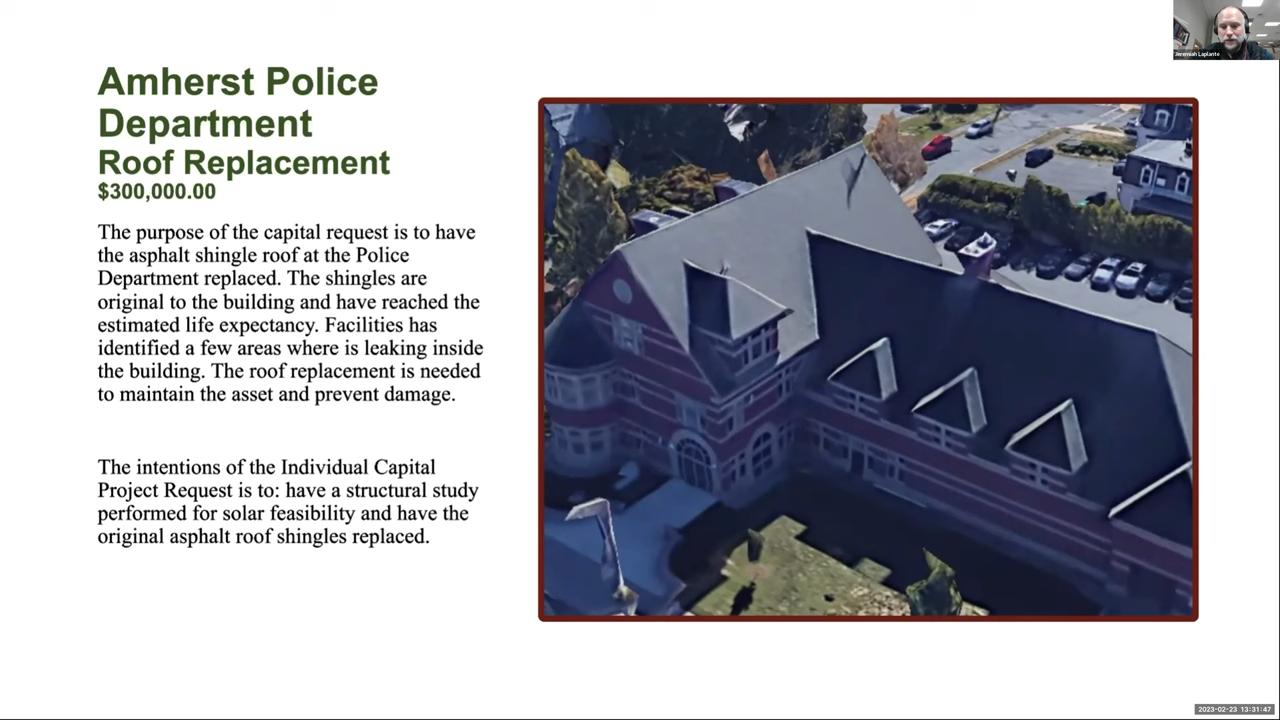 Jeremiah Laplante
Amherst Police
Department
Roof Replacement
$300,000.00
The purpose of the capital request is to have
the asphalt shingle roof at the Police
Department replaced. The shingles are
original to the building and have reached the
estimated life expectancy. Facilities has
identified a few areas where is leaking inside
the building. The roof replacement is needed
to maintain the asset and prevent damage.
The intentions of the Individual Capital
Project Request is to: have a structural study
performed for solar feasibility and have the
original asphalt roof shingles replaced.
2023-02-23 13:31:47